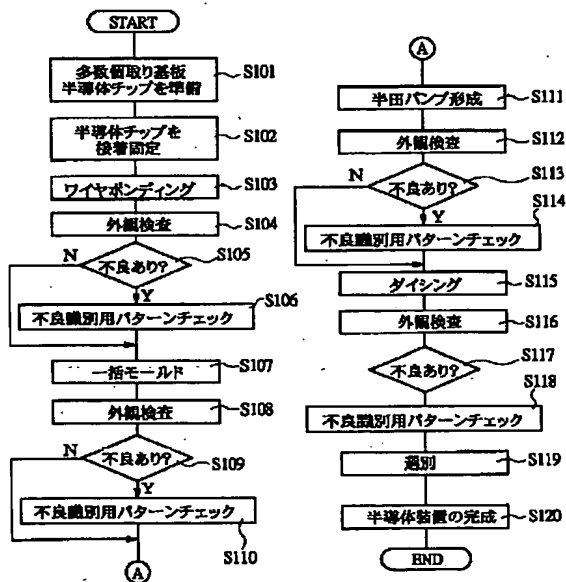 START
多数個取り基板
半導体チップを準備
S101
半導体チップを
接着固定
S102
ワイヤボンディング
S103
外観検査
S104
不良あり?
S105
N
Y
不良識別用パターンチェック
S106
一括モールド
S107
外観検査
S108
不良あり?
S109
N
Y
不良識別用パターンチェック
S110
A
A
半田バンプ形成
S111
外観検査
S112
不良あり?
S113
N
Y
不良識別用パターンチェック
S114
ダイシング
S115
外観検査
S116
不良あり?
S117
不良識別用パターンチェック
S118
選別
S119
半導体装置の完成
S120
END